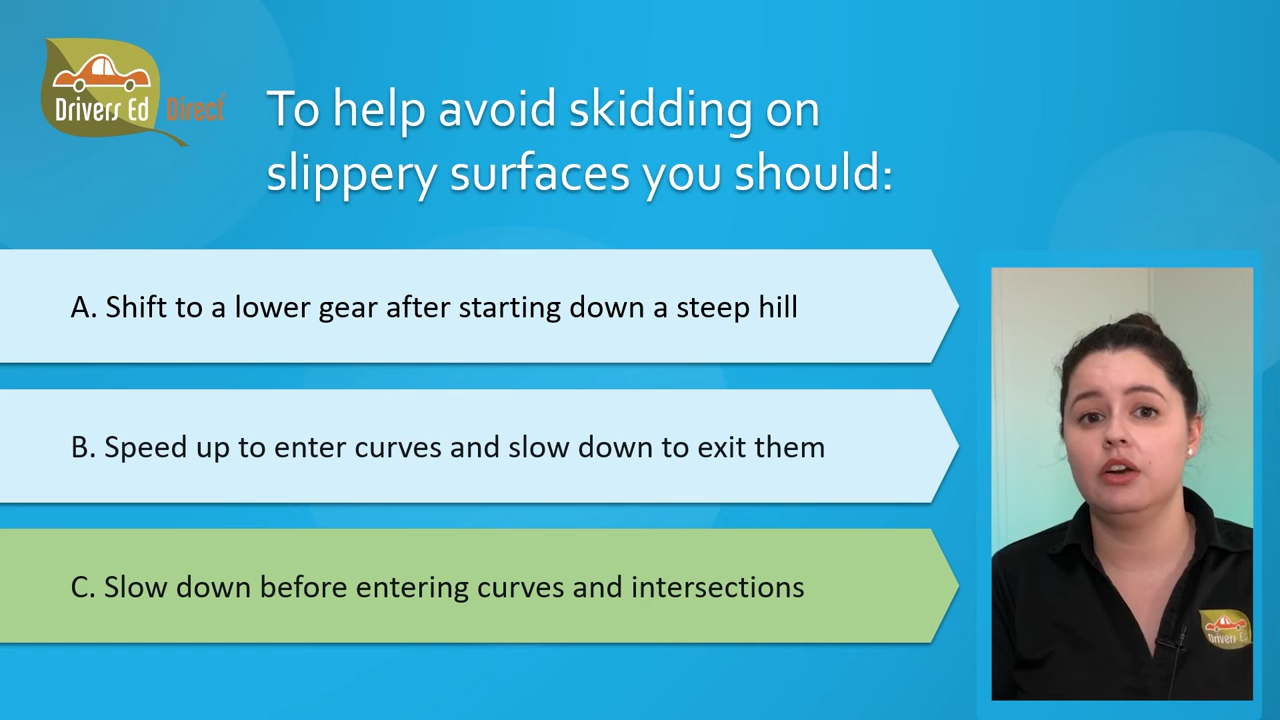 Drivers Ed Direct
To help avoid skidding on
slippery surfaces you should:
A. Shift to a lower gear after starting down a steep hill
B. Speed up to enter curves and slow down to exit them
C. Slow down before entering curves and intersections
Drivers Ed